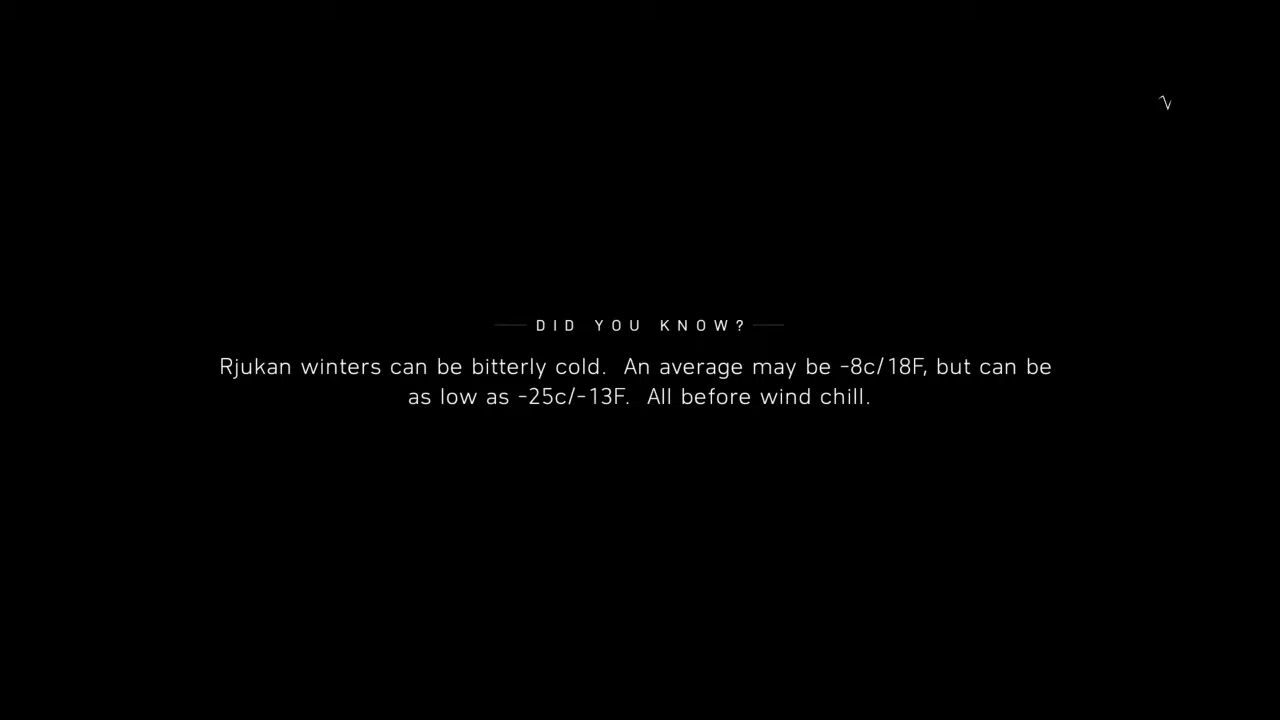 DID YOU KNOW?
Rjukan winters can be bitterly cold.  An average may be -8c/18F, but can be
as low as -25c/-13F.  All before wind chill.